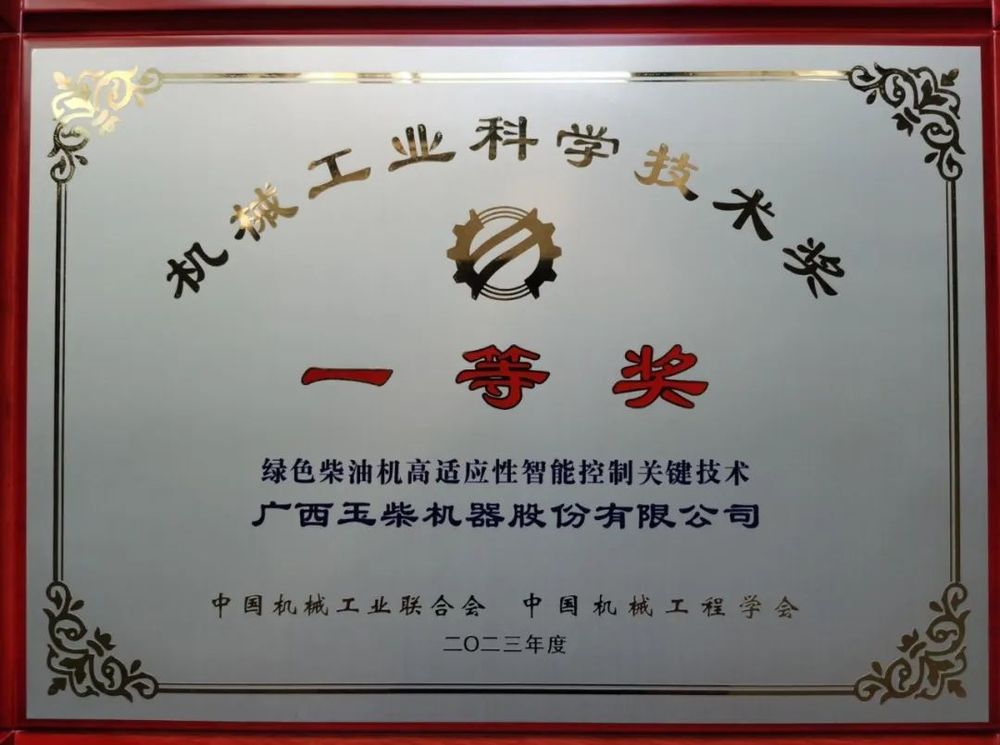 机械工业科学技术奖
一等奖
绿色柴油机高适应性智能控制关键技术
广西玉柴机器股份有限公司
中国机械工业联合会 中国机械工程学会
二〇二三年度